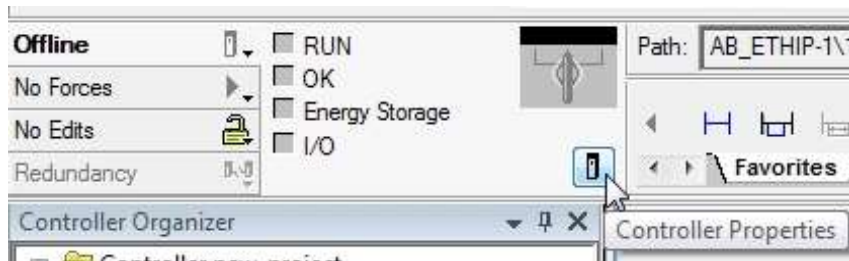 Offline
RUN
Path: AB_ETHIP-1\
No Forces
OK
No Edits
Energy Storage
I/O
Redundancy
Favorites
Controller Organizer
Controller Properties